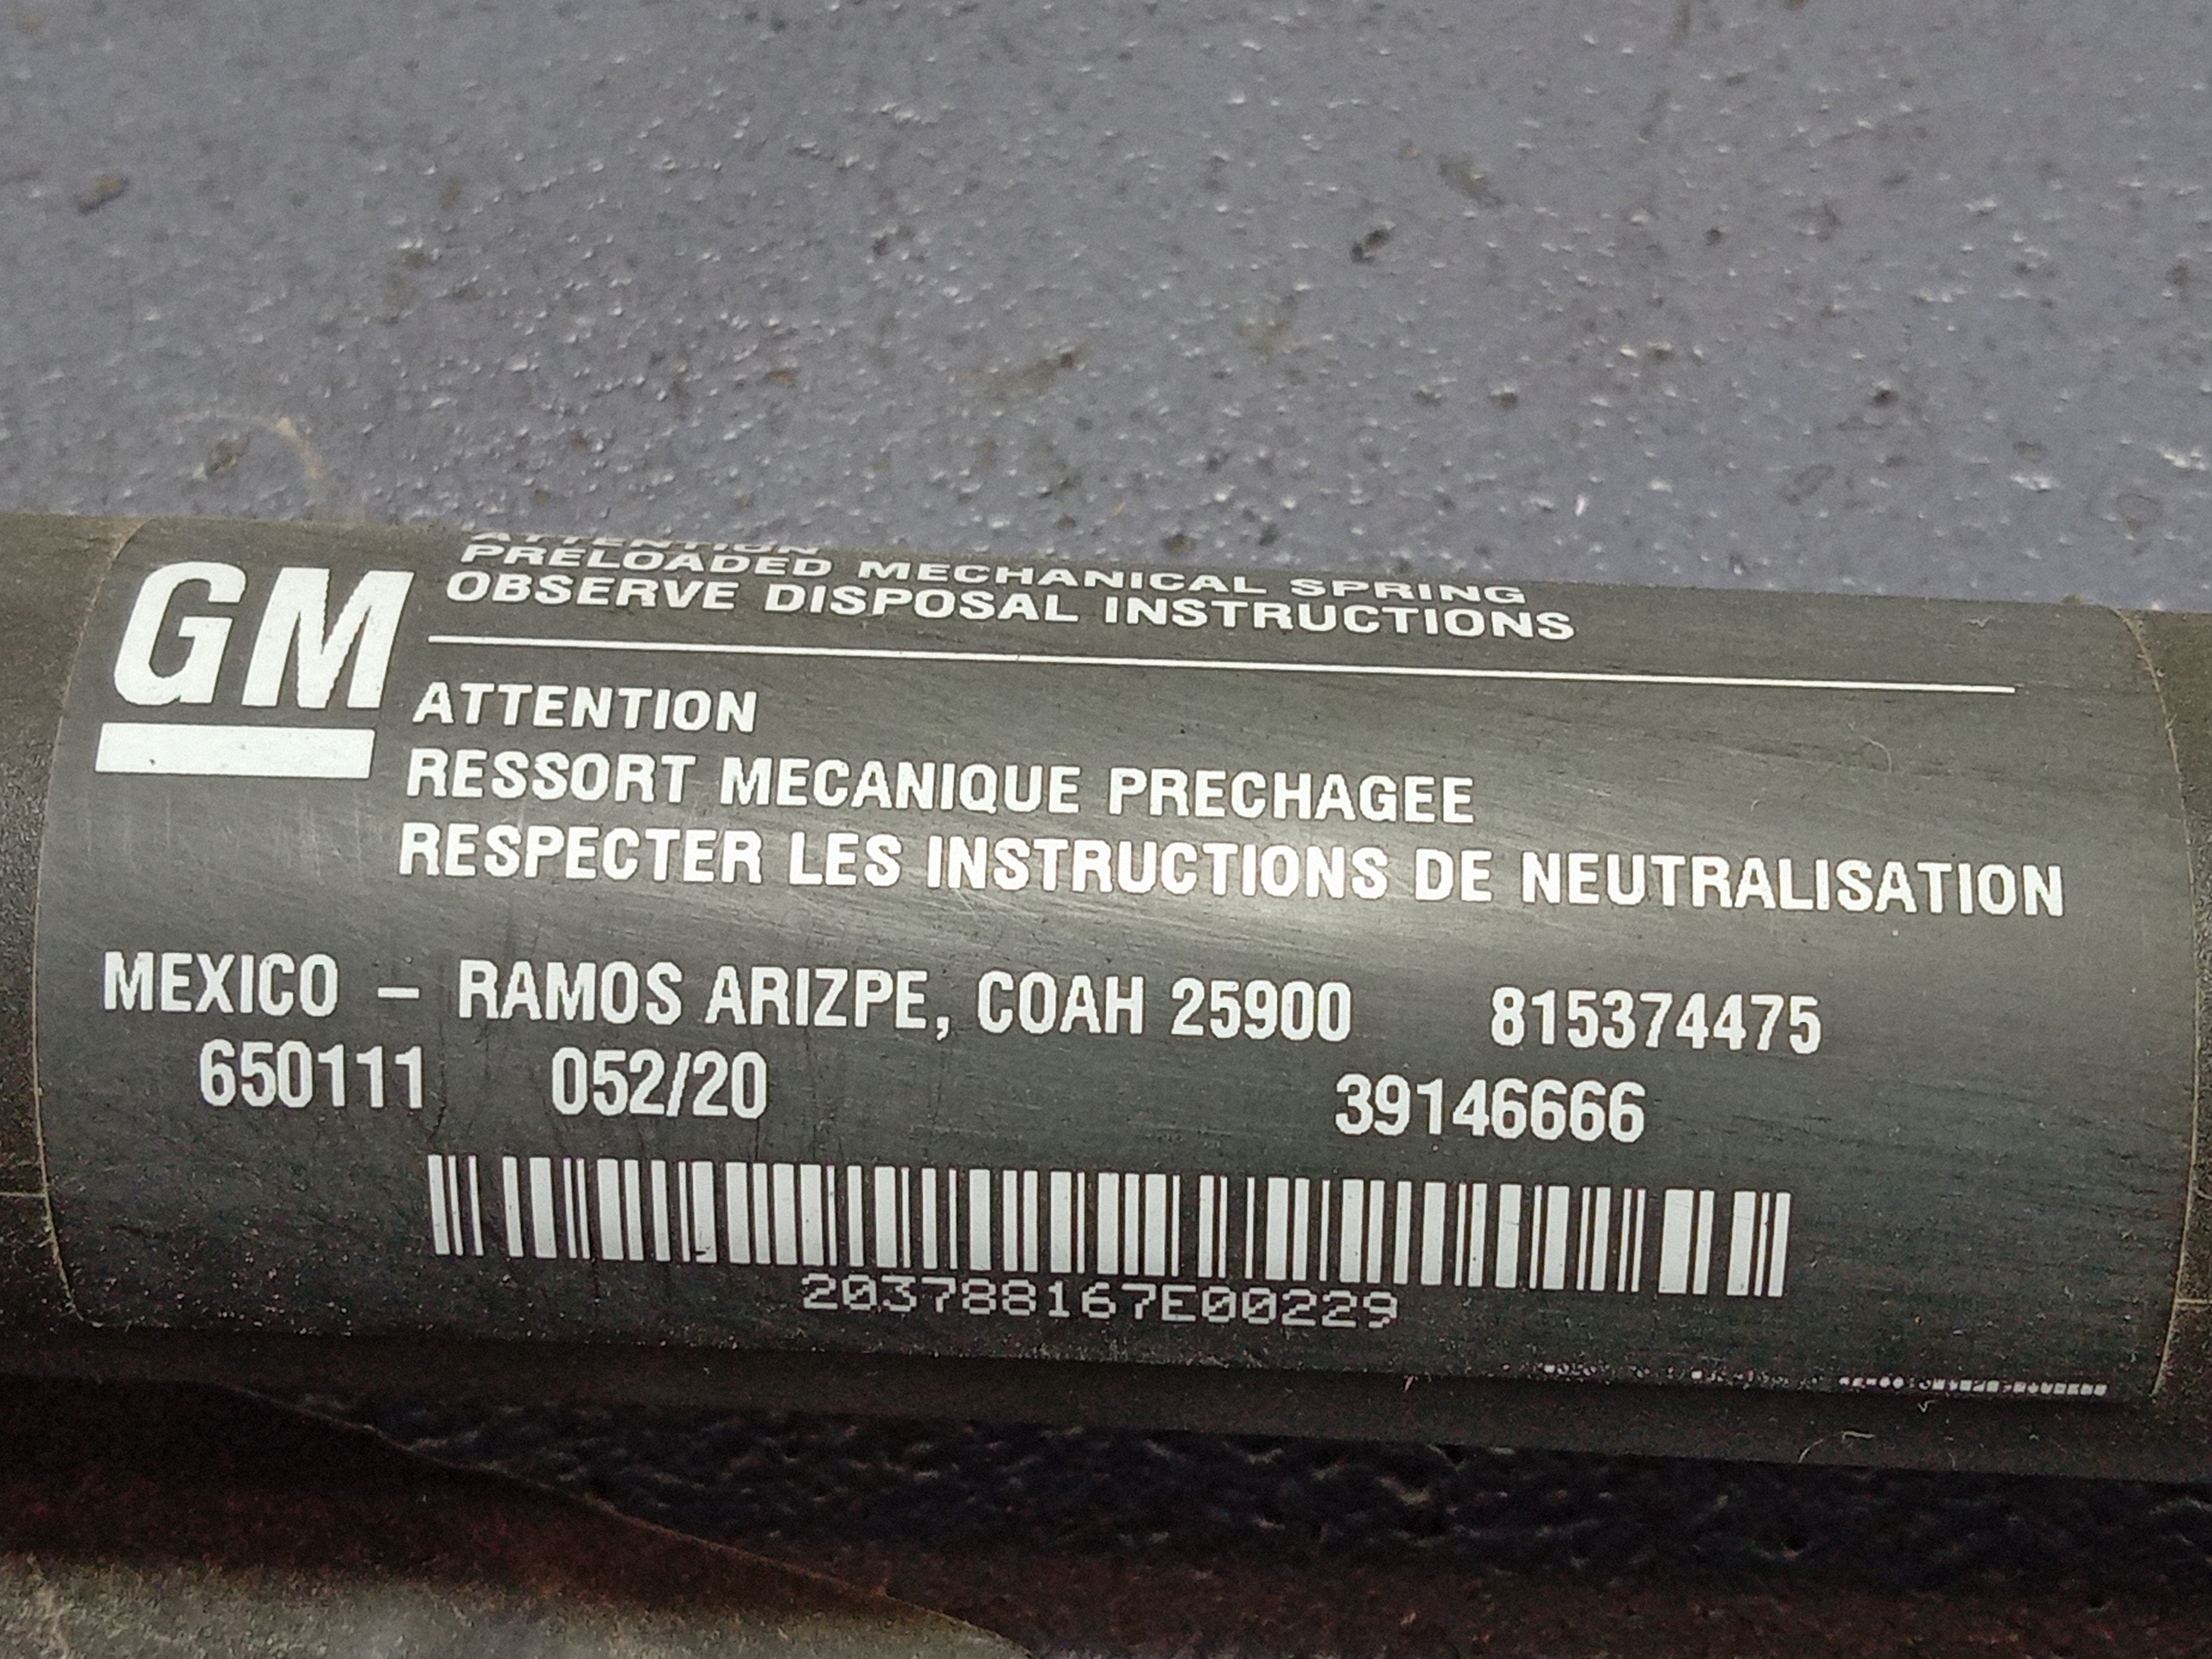 GM
ATTENTION
PRELOADED MECHANICAL SPRING
OBSERVE DISPOSAL INSTRUCTIONS
ATTENTION
RESSORT MECANIQUE PRECHAGEE
RESPECTER LES INSTRUCTIONS DE NEUTRALISATION
MEXICO – RAMOS ARIZPE, COAH 25900 815374475
650111 052/20 39146666
203788167E00229